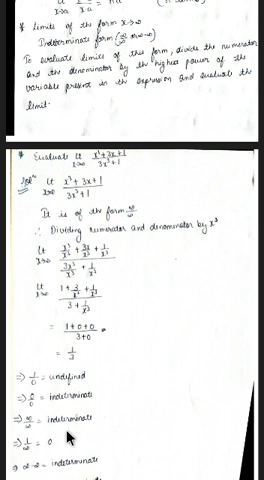 lt
x→a x-a
* Limits of the form x→∞
Indeterminate form (∞/∞ or ∞-∞)
To evaluate limits of this form, divide the numerator
and the denominator by the highest power of the
variable present in the expression and evaluate the
limit.
* Evaluate lt x→∞ x³+3x+1 / 3x³+1
Soln lt x→∞ x³+3x+1 / 3x³+1
It is of the form ∞/∞
∴ Dividing numerator and denominator by x³
lt x→∞ x³/x³ + 3x/x³ + 1/x³ / 3x³/x³ + 1/x³
lt x→∞ 1 + 3/x² + 1/x³ / 3 + 1/x³
= 1+0+0 / 3+0
= 1/3
⇒ 1/0 = undefined
⇒ 0/0 = indeterminate
⇒ ∞/∞ = indeterminate
⇒ 1/∞ = 0
⇒ ∞-∞ = indeterminate